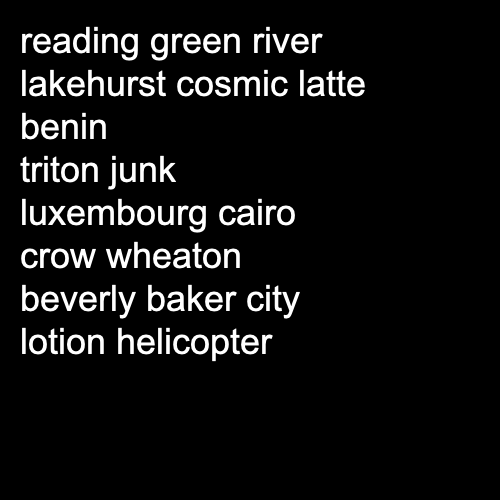 reading green river
lakehurst cosmic latte
benin
triton junk
luxembourg cairo
crow wheaton
beverly baker city
lotion helicopter